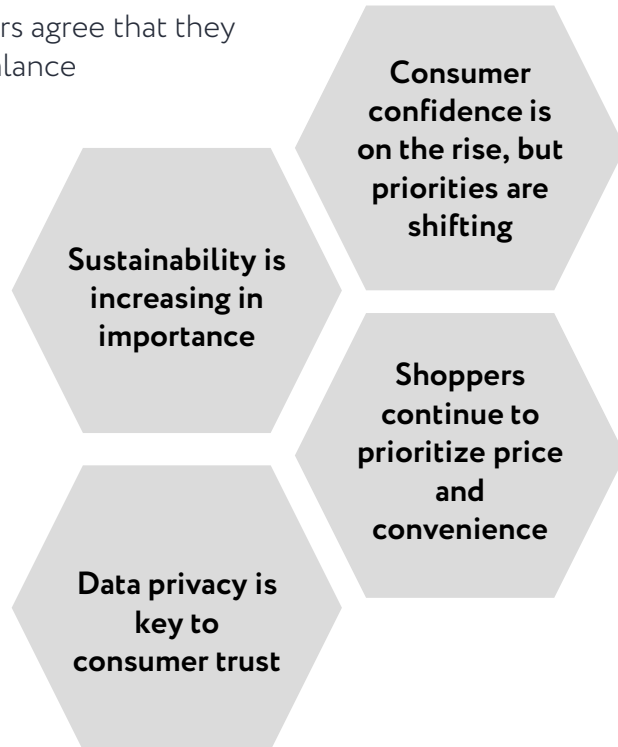 rs agree that they
alance
Consumer
confidence is
on the rise, but
priorities are
shifting
Sustainability is
increasing in
importance
Shoppers
continue to
prioritize price
and
convenience
Data privacy is
key to
consumer trust